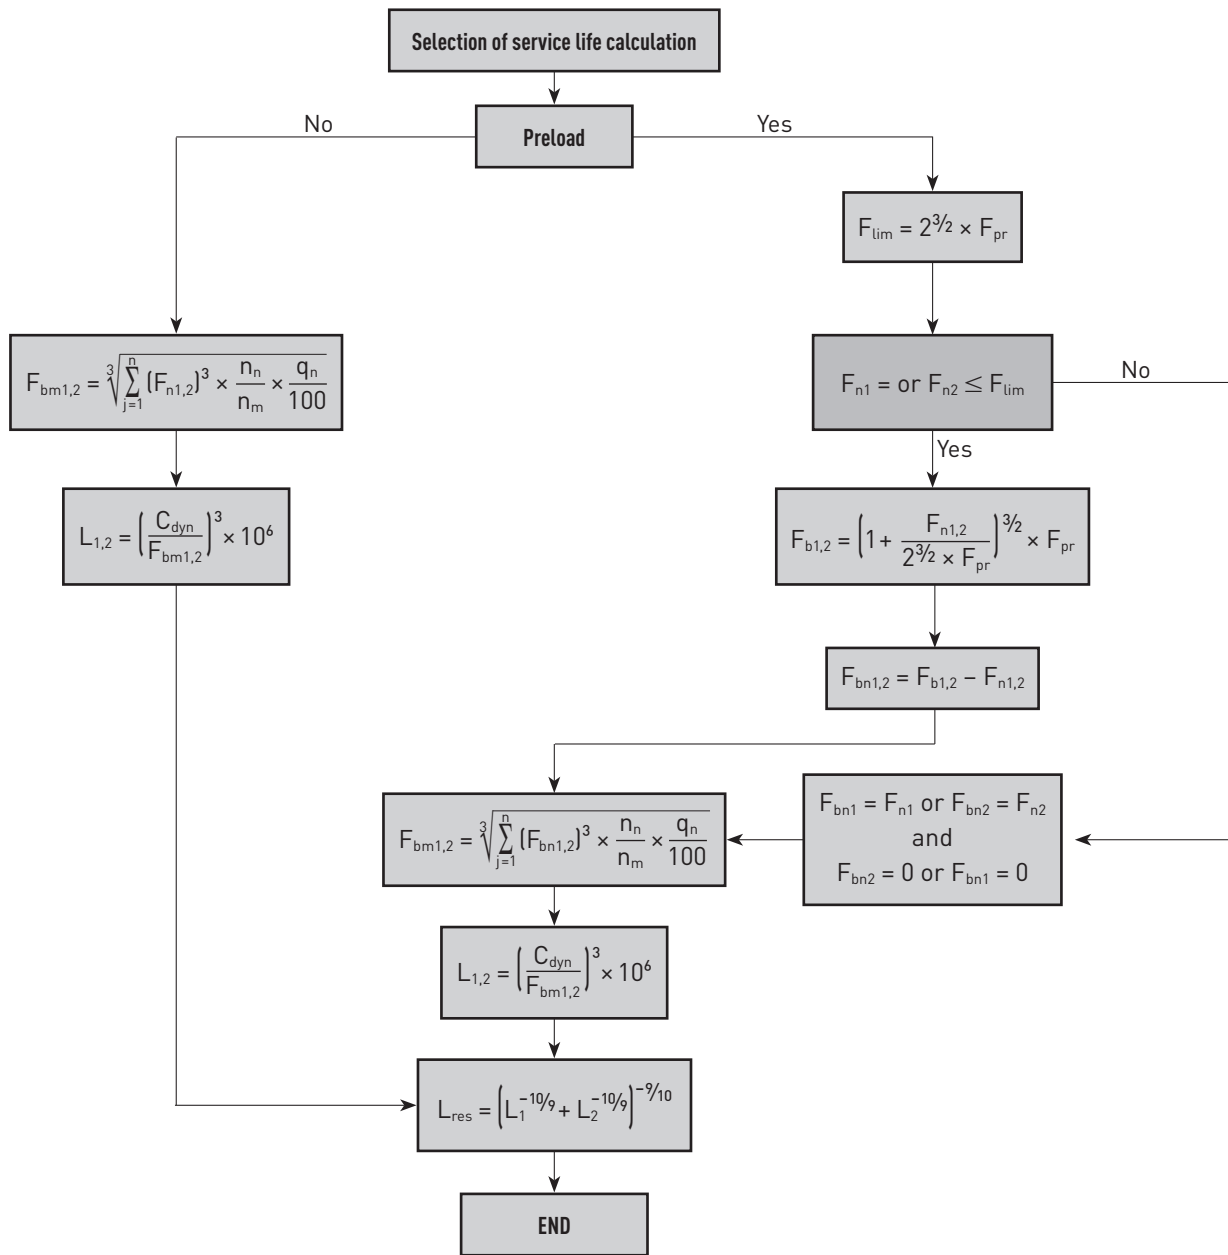 Selection of service life calculation
No
Preload
Yes
F_lim = 2^3/2 × F_pr
F_bm1,2 = ∛(∑_{j=1}^{n} (F_n1,2)³ × n_n/n_m × q_n/100)
F_n1 = or F_n2 ≤ F_lim
No
Yes
L_1,2 = (C_dyn/F_bm1,2)³ × 10⁶
F_b1,2 = (1 + F_n1,2/(2^3/2 × F_pr))^3/2 × F_pr
F_bn1,2 = F_b1,2 − F_n1,2
F_bm1,2 = ∛(∑_{j=1}^{n} (F_bn1,2)³ × n_n/n_m × q_n/100)
F_bn1 = F_n1 or F_bn2 = F_n2
and
F_bn2 = 0 or F_bn1 = 0
L_1,2 = (C_dyn/F_bm1,2)³ × 10⁶
L_res = (L_1^−10/9 + L_2^−10/9)^−9/10
END